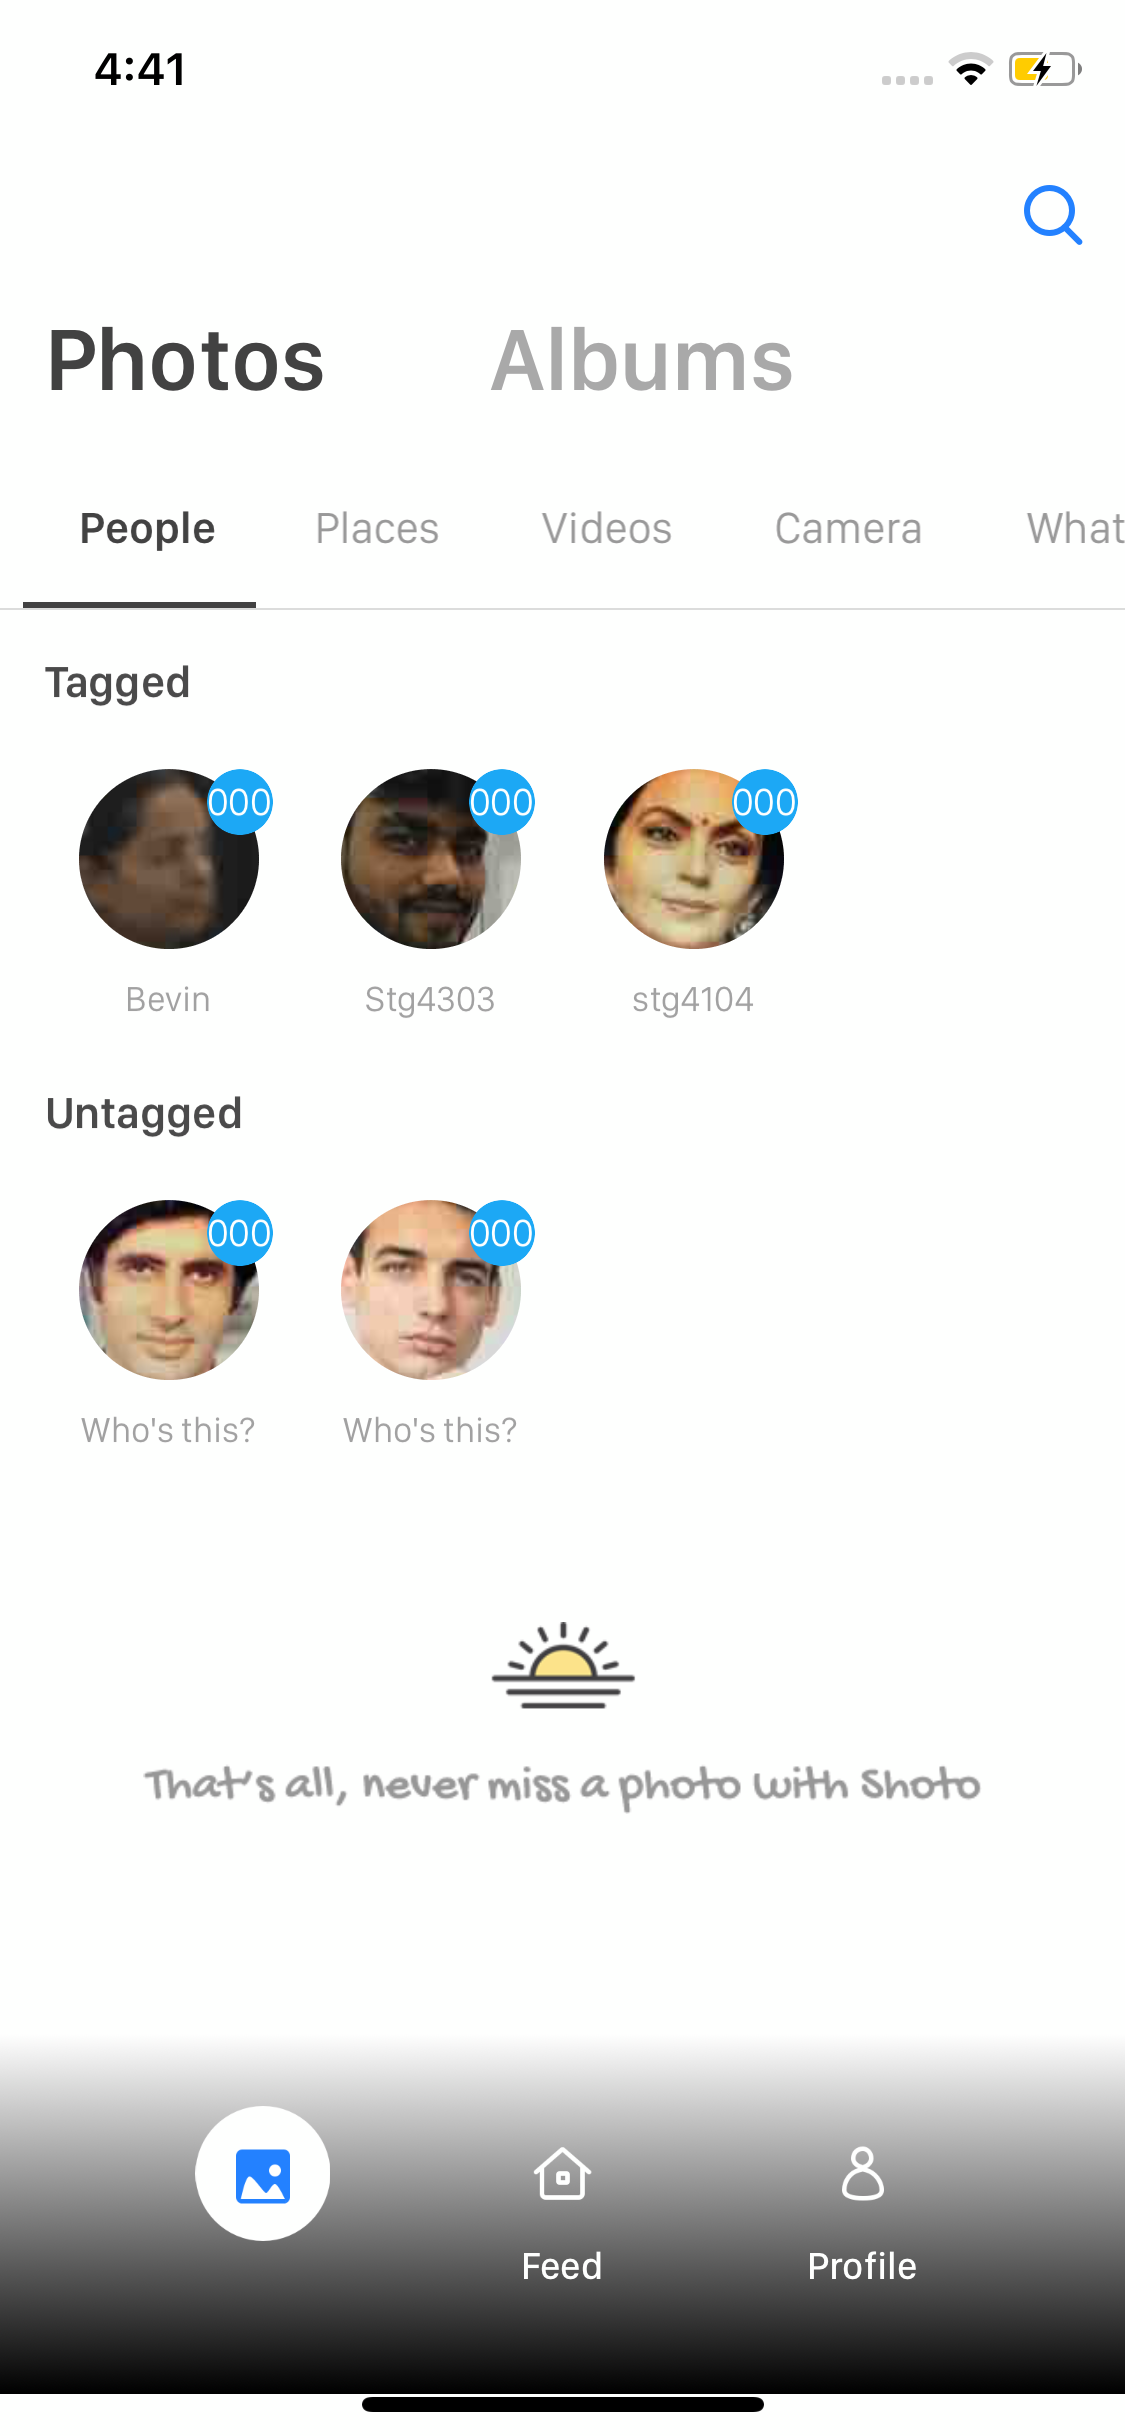 4:41
Photos Albums
People Places Videos Camera What
Tagged
000 000 000
Bevin Stg4303 stg4104
Untagged
000 000
Who's this? Who's this?
That's all, never miss a photo with Shoto
Feed Profile